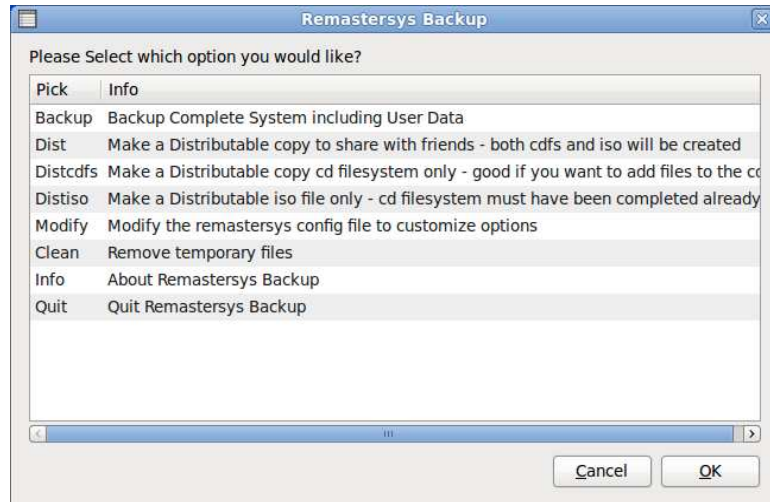 Remastersys Backup
Please Select which option you would like?
Pick Info
Backup Backup Complete System including User Data
Dist Make a Distributable copy to share with friends - both cdfs and iso will be created
Distcdfs Make a Distributable copy cd filesystem only - good if you want to add files to the
Distiso Make a Distributable iso file only - cd filesystem must have been completed already
Modify Modify the remastersys config file to customize options
Clean Remove temporary files
Info About Remastersys Backup
Quit Quit Remastersys Backup
Cancel OK